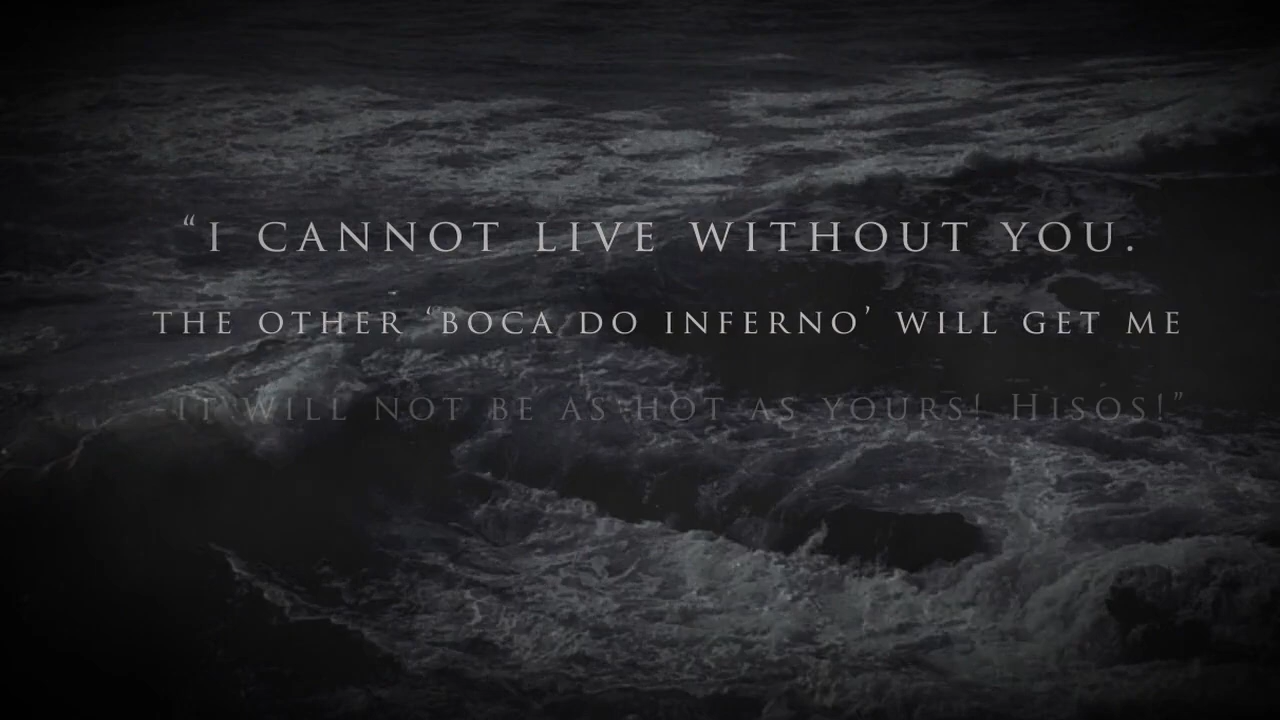 “I CANNOT LIVE WITHOUT YOU.
THE OTHER ‘BOCA DO INFERNO’ WILL GET ME
-IT WILL NOT BE AS HOT AS YOURS! HISOS!”